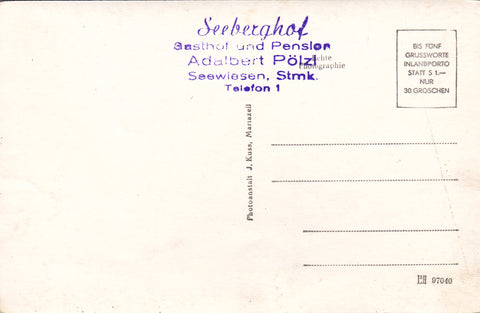 Seeberghof
Gasthof und Pension
Adalbert Pölzl
Seewiesen, Stmk.
Telefon 1
Echte
Photographie
BIS FÜNF
GRUSSWORTE
INLANDPORTO
STATT S 1.—
NUR
30 GROSCHEN
Photoanstalt J. Kuss, Mariazell
97040